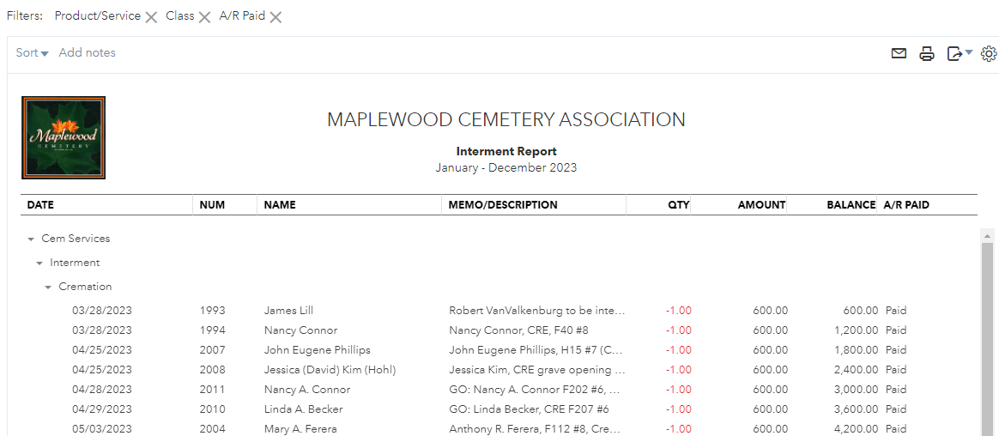 Filters: Product/Service Class A/R Paid
Sort Add notes
Maplewood
CEMETERY
MAPLEWOOD CEMETERY ASSOCIATION
Interment Report
January - December 2023
DATE NUM NAME MEMO/DESCRIPTION QTY AMOUNT BALANCE A/R PAID
Cem Services
Interment
Cremation
03/28/2023 1993 James Lill Robert VanValkenburg to be inte... -1.00 600.00 600.00 Paid
03/28/2023 1994 Nancy Connor Nancy Connor, CRE, F40 #8 -1.00 600.00 1,200.00 Paid
04/25/2023 2007 John Eugene Phillips John Eugene Phillips, H15 #7 (C... -1.00 600.00 1,800.00 Paid
04/25/2023 2008 Jessica (David) Kim (Hohl) Jessica Kim, CRE grave opening ... -1.00 600.00 2,400.00 Paid
04/28/2023 2011 Nancy A. Connor GO: Nancy A. Connor F202 #6, ... -1.00 600.00 3,000.00 Paid
04/29/2023 2010 Linda A. Becker GO: Linda Becker, CRE F207 #6 -1.00 600.00 3,600.00 Paid
05/03/2023 2004 Mary A. Ferera Anthony R. Ferera, F112 #8, Cre... -1.00 600.00 4,200.00 Paid